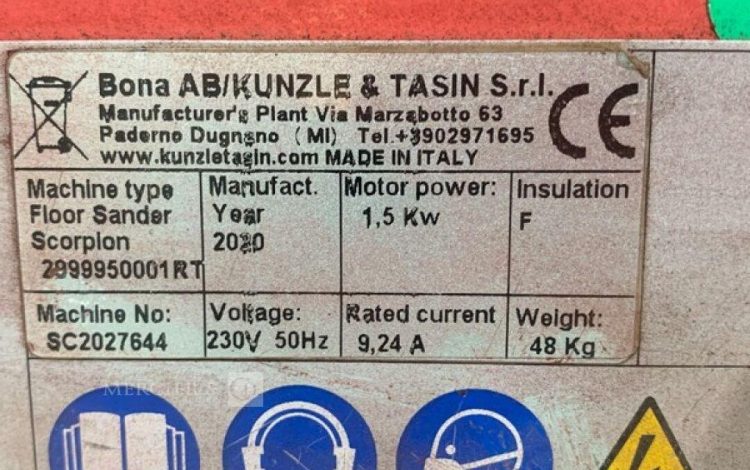 Bona AB/KUNZLE & TASIN S.r.l.
Manufacturer's Plant Via Marzabotto 63
Paderno Dugnano (MI) Tel.+3902971695
www.kunzletasin.com MADE IN ITALY
CE
Machine type
Floor Sander
Scorpion
2999950001RT
Manufact.
Year
2020
Motor power:
1,5 Kw
Insulation
F
Machine No:
SC2027644
Voltage:
230V 50Hz
Rated current
9,24 A
Weight:
48 Kg